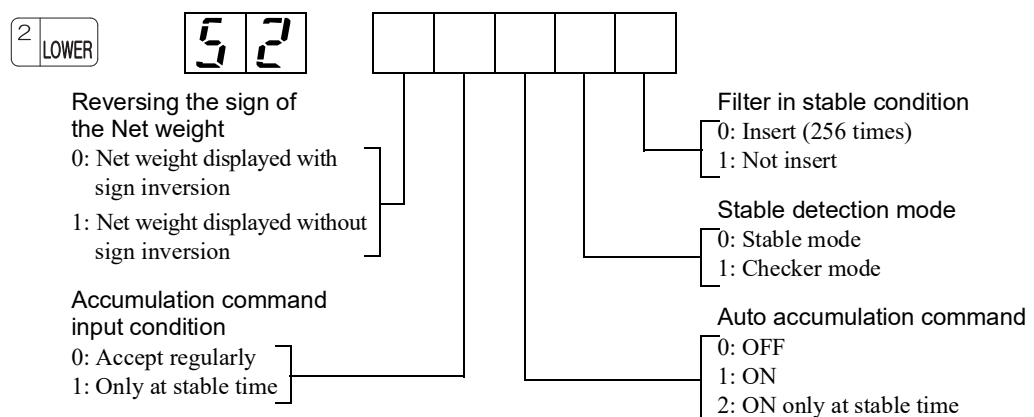 2 LOWER
52
Reversing the sign of
the Net weight
0: Net weight displayed with
sign inversion
1: Net weight displayed without
sign inversion
Accumulation command
input condition
0: Accept regularly
1: Only at stable time
Filter in stable condition
0: Insert (256 times)
1: Not insert
Stable detection mode
0: Stable mode
1: Checker mode
Auto accumulation command
0: OFF
1: ON
2: ON only at stable time